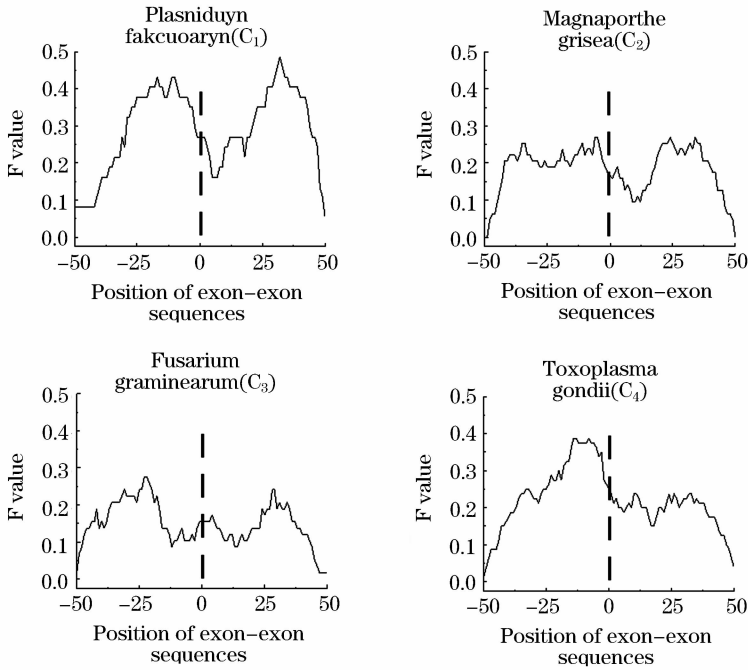 Plasniduyn
fakcuoaryn(C₁)
0.5
0.4
0.3
0.2
0.1
0.0
F value
−50 −25 0 25 50
Position of exon−exon
sequences
Magnaporthe
grisea(C₂)
0.5
0.4
0.3
0.2
0.1
0.0
F value
−50 −25 0 25 50
Position of exon−exon
sequences
Fusarium
graminearum(C₃)
0.5
0.4
0.3
0.2
0.1
0.0
F value
−50 −25 0 25 50
Position of exon−exon
sequences
Toxoplasma
gondii(C₄)
0.5
0.4
0.3
0.2
0.1
0.0
F value
−50 −25 0 25 50
Position of exon−exon
sequences